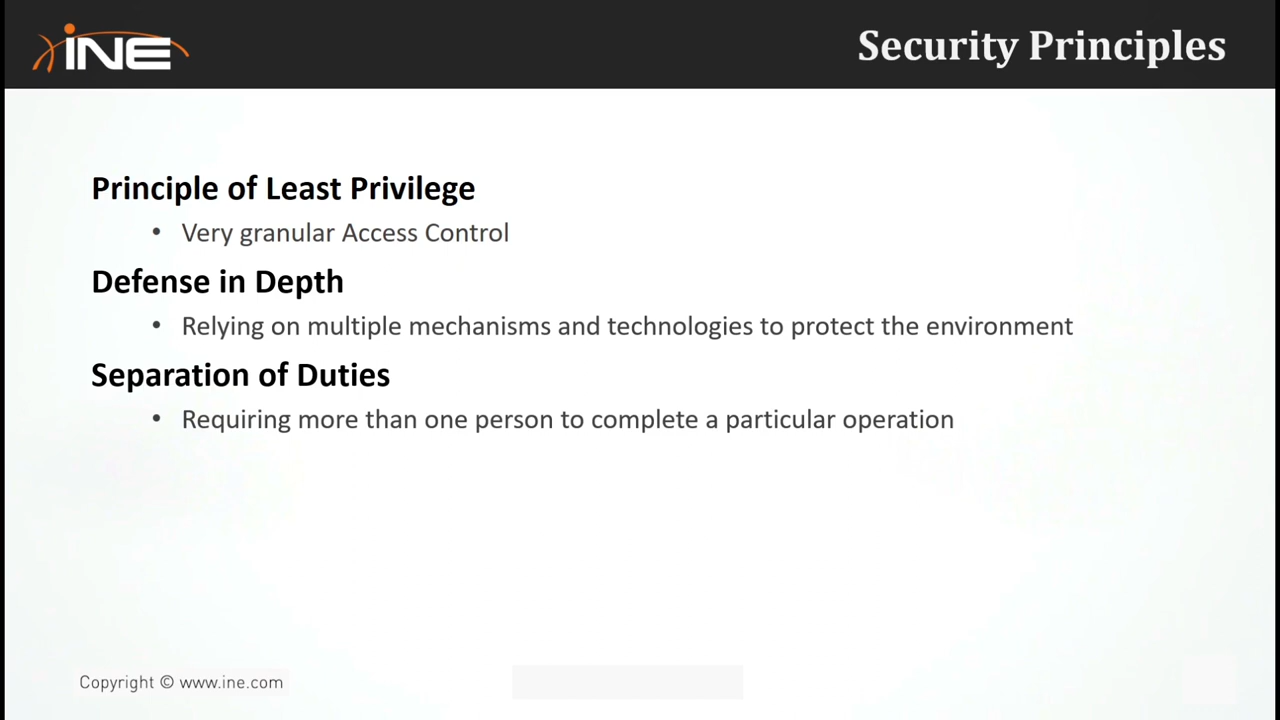 INE
Security Principles
Principle of Least Privilege
• Very granular Access Control
Defense in Depth
• Relying on multiple mechanisms and technologies to protect the environment
Separation of Duties
• Requiring more than one person to complete a particular operation
Copyright © www.ine.com